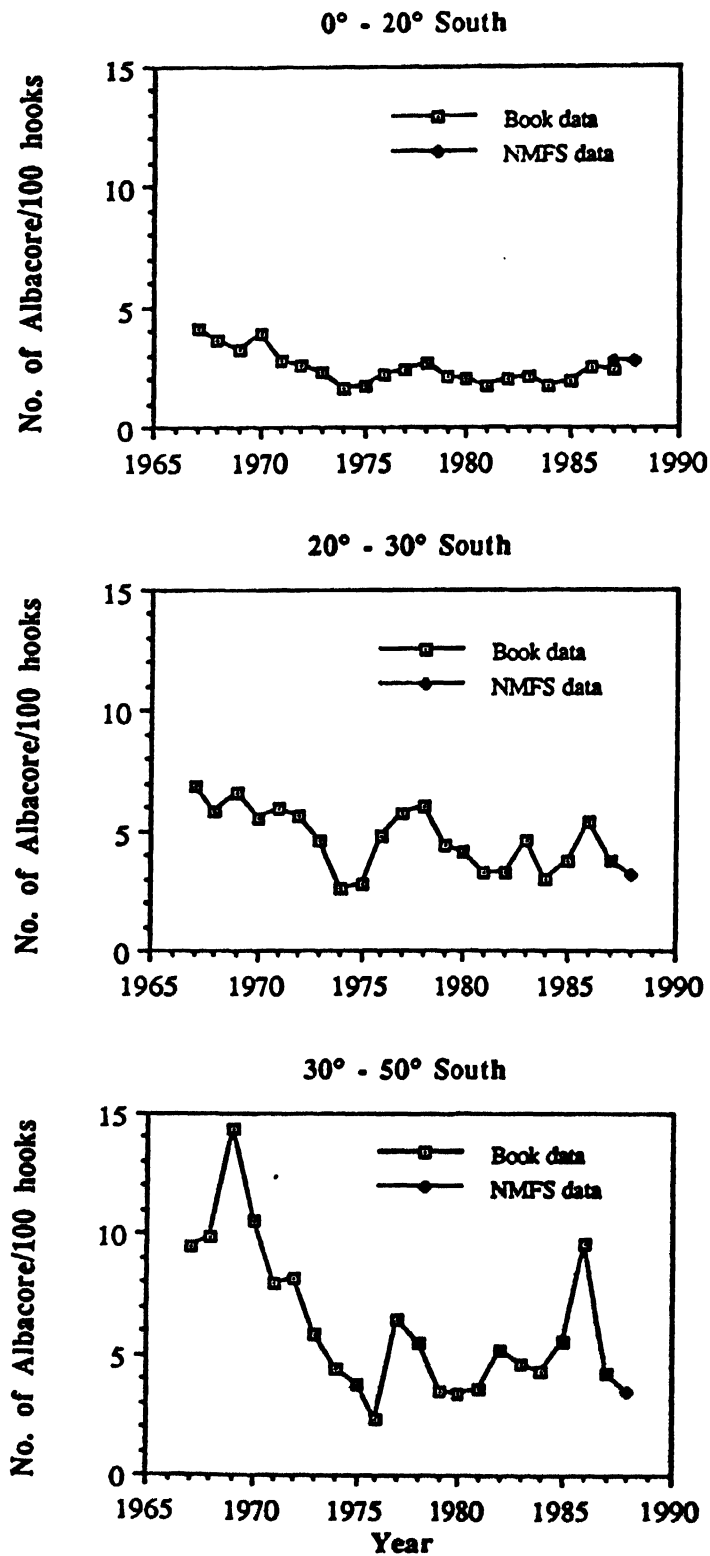 0° - 20° South
No. of Albacore/100 hooks
15
10
5
0
Book data
NMFS data
1965 1970 1975 1980 1985 1990
20° - 30° South
No. of Albacore/100 hooks
15
10
5
0
Book data
NMFS data
1965 1970 1975 1980 1985 1990
30° - 50° South
No. of Albacore/100 hooks
15
10
5
0
Book data
NMFS data
1965 1970 1975 1980 1985 1990
Year